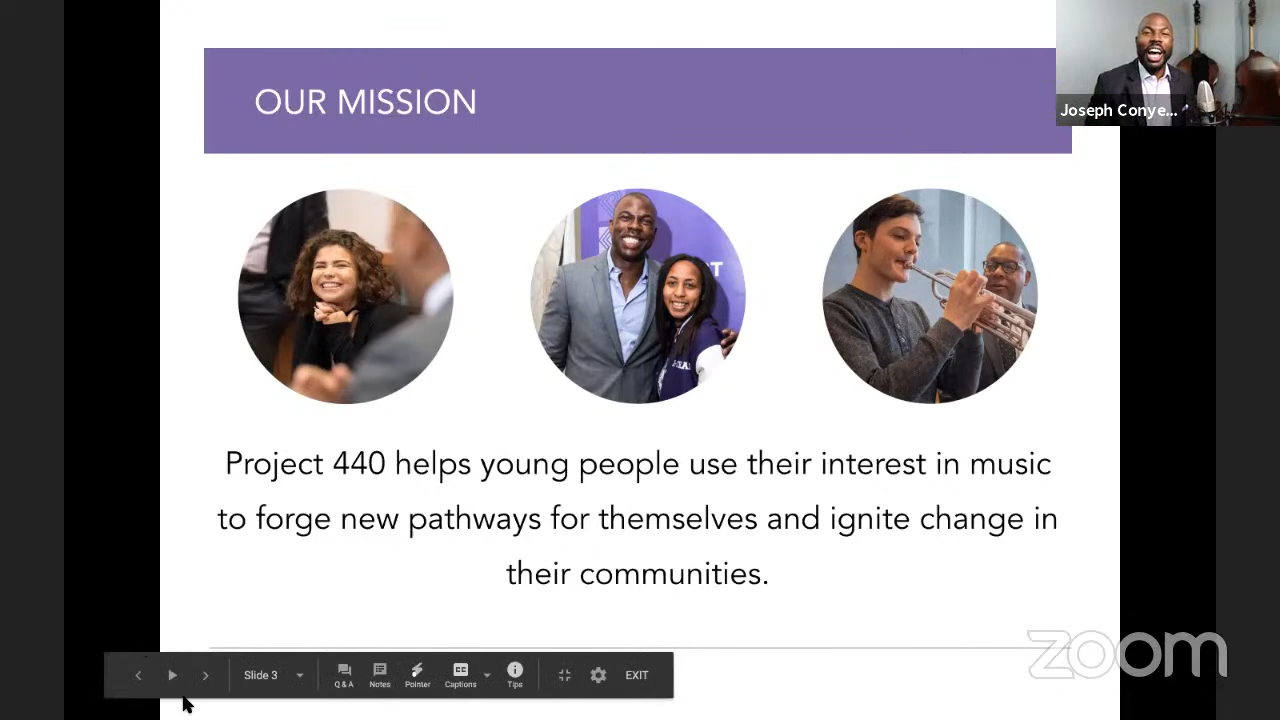 OUR MISSION
Joseph Conye...
Project 440 helps young people use their interest in music
to forge new pathways for themselves and ignite change in
their communities.
zoom
Slide 3
Q & A
Notes
Pointer
Captions
Tips
EXIT